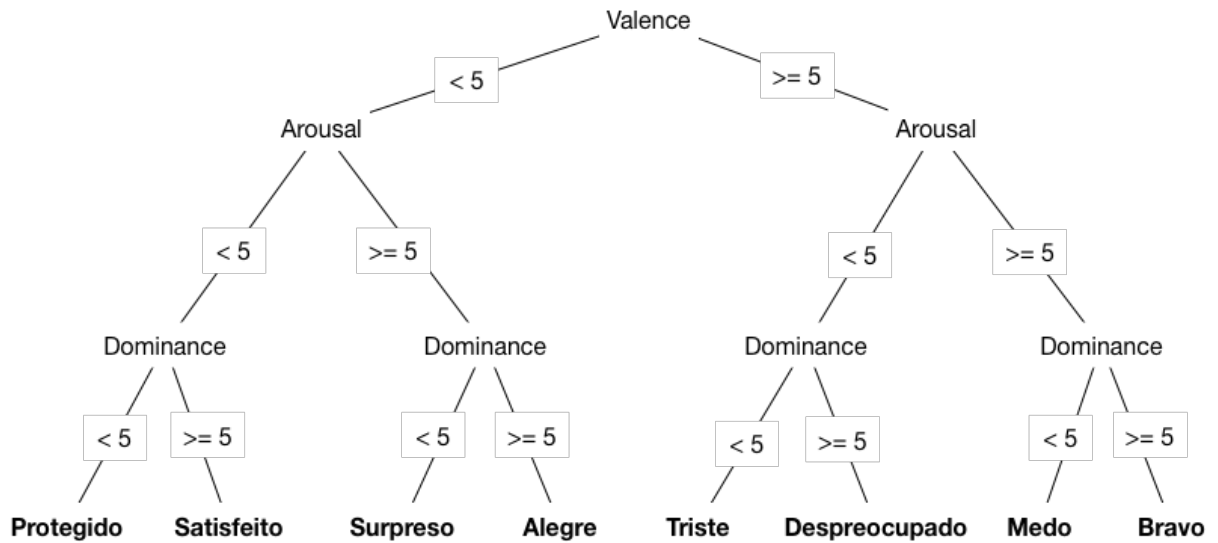 Valence
< 5
>= 5
Arousal
Arousal
< 5
>= 5
< 5
>= 5
Dominance
Dominance
Dominance
Dominance
< 5
>= 5
< 5
>= 5
< 5
>= 5
< 5
>= 5
Protegido
Satisfeito
Surpreso
Alegre
Triste
Despreocupado
Medo
Bravo